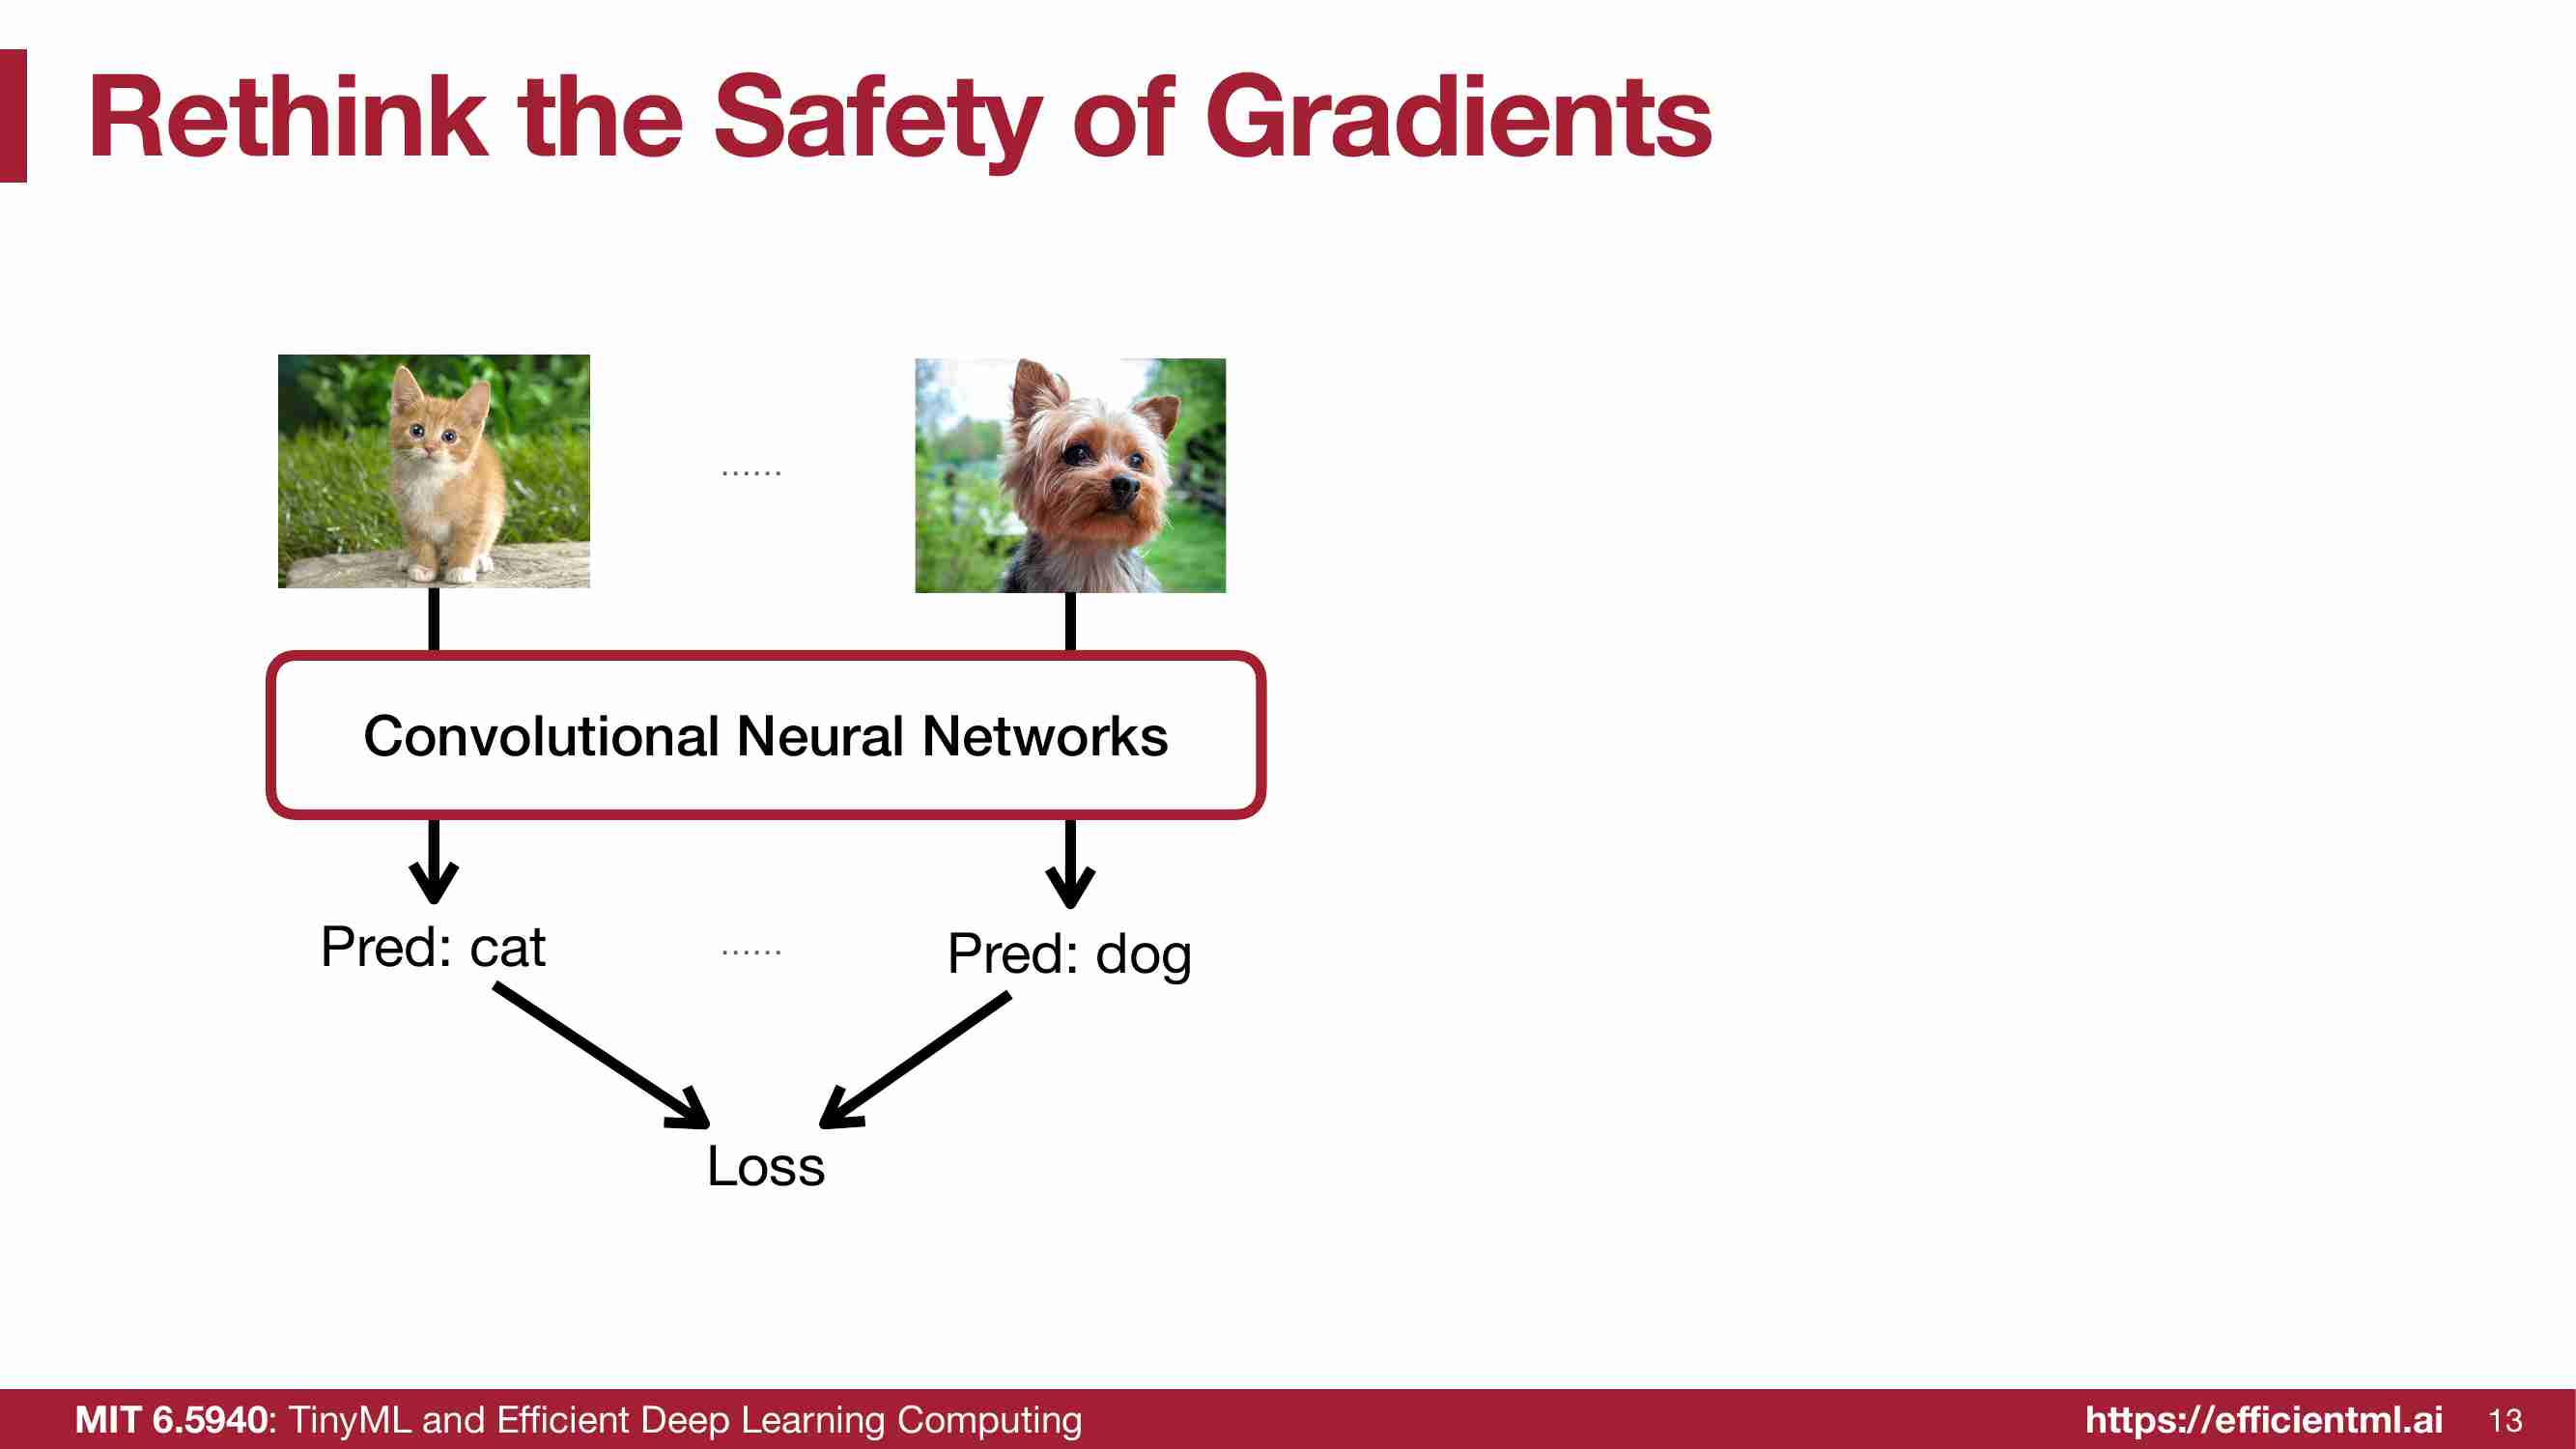 Rethink the Safety of Gradients
......
Convolutional Neural Networks
Pred: cat
......
Pred: dog
Loss
MIT 6.5940: TinyML and Efficient Deep Learning Computing
https://efficientml.ai
13